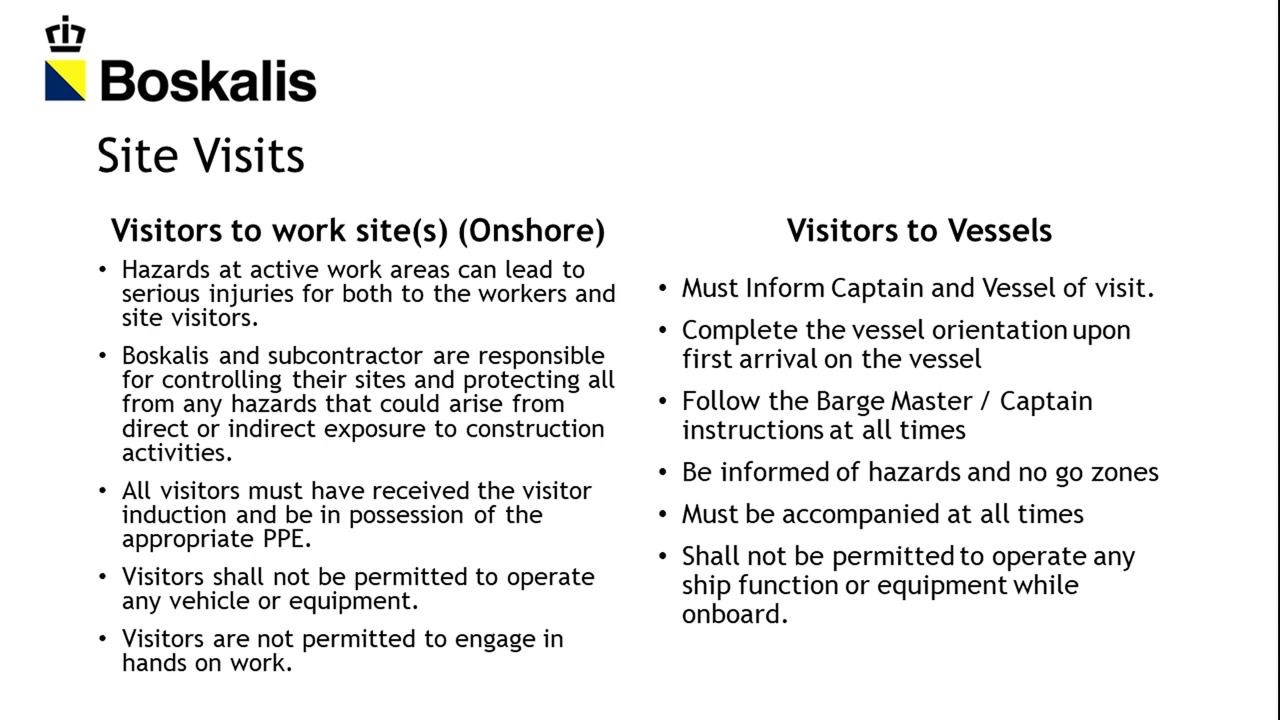 Boskalis
Site Visits
Visitors to work site(s) (Onshore)
• Hazards at active work areas can lead to
serious injuries for both to the workers and
site visitors.
• Boskalis and subcontractor are responsible
for controlling their sites and protecting all
from any hazards that could arise from
direct or indirect exposure to construction
activities.
• All visitors must have received the visitor
induction and be in possession of the
appropriate PPE.
• Visitors shall not be permitted to operate
any vehicle or equipment.
• Visitors are not permitted to engage in
hands on work.
Visitors to Vessels
• Must Inform Captain and Vessel of visit.
• Complete the vessel orientation upon
first arrival on the vessel
• Follow the Barge Master / Captain
instructions at all times
• Be informed of hazards and no go zones
• Must be accompanied at all times
• Shall not be permitted to operate any
ship function or equipment while
onboard.